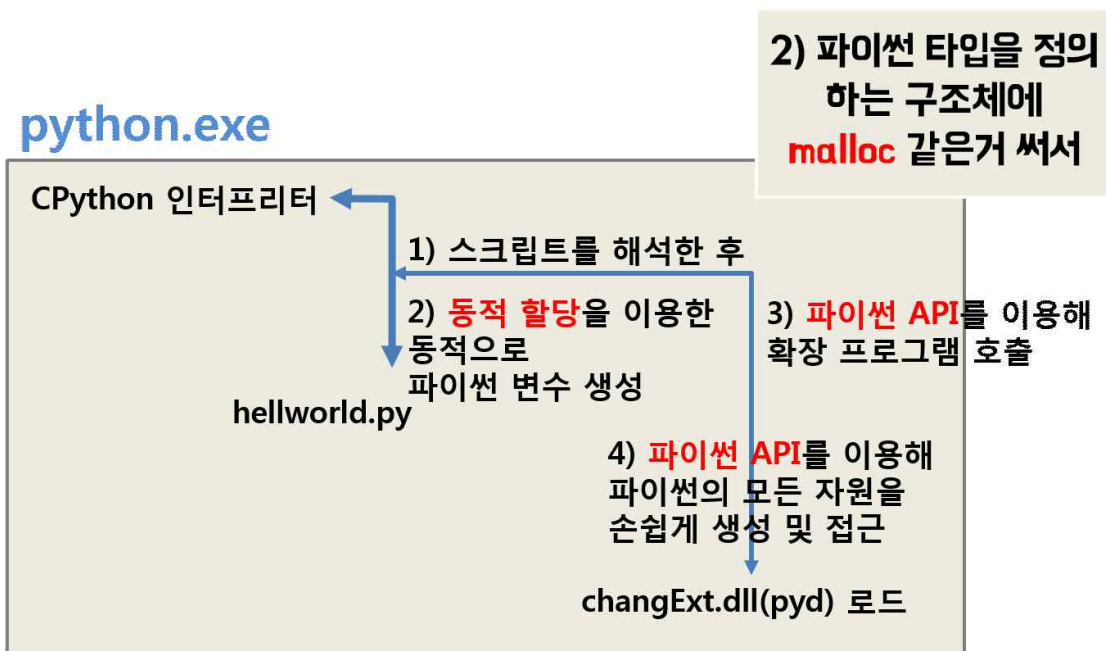 2) 파이썬 타입을 정의
하는 구조체에
malloc 같은거 써서
python.exe
CPython 인터프리터
1) 스크립트를 해석한 후
2) 동적 할당을 이용한
동적으로
파이썬 변수 생성
3) 파이썬 API를 이용해
확장 프로그램 호출
hellworld.py
4) 파이썬 API를 이용해
파이썬의 모든 자원을
손쉽게 생성 및 접근
changExt.dll(pyd) 로드